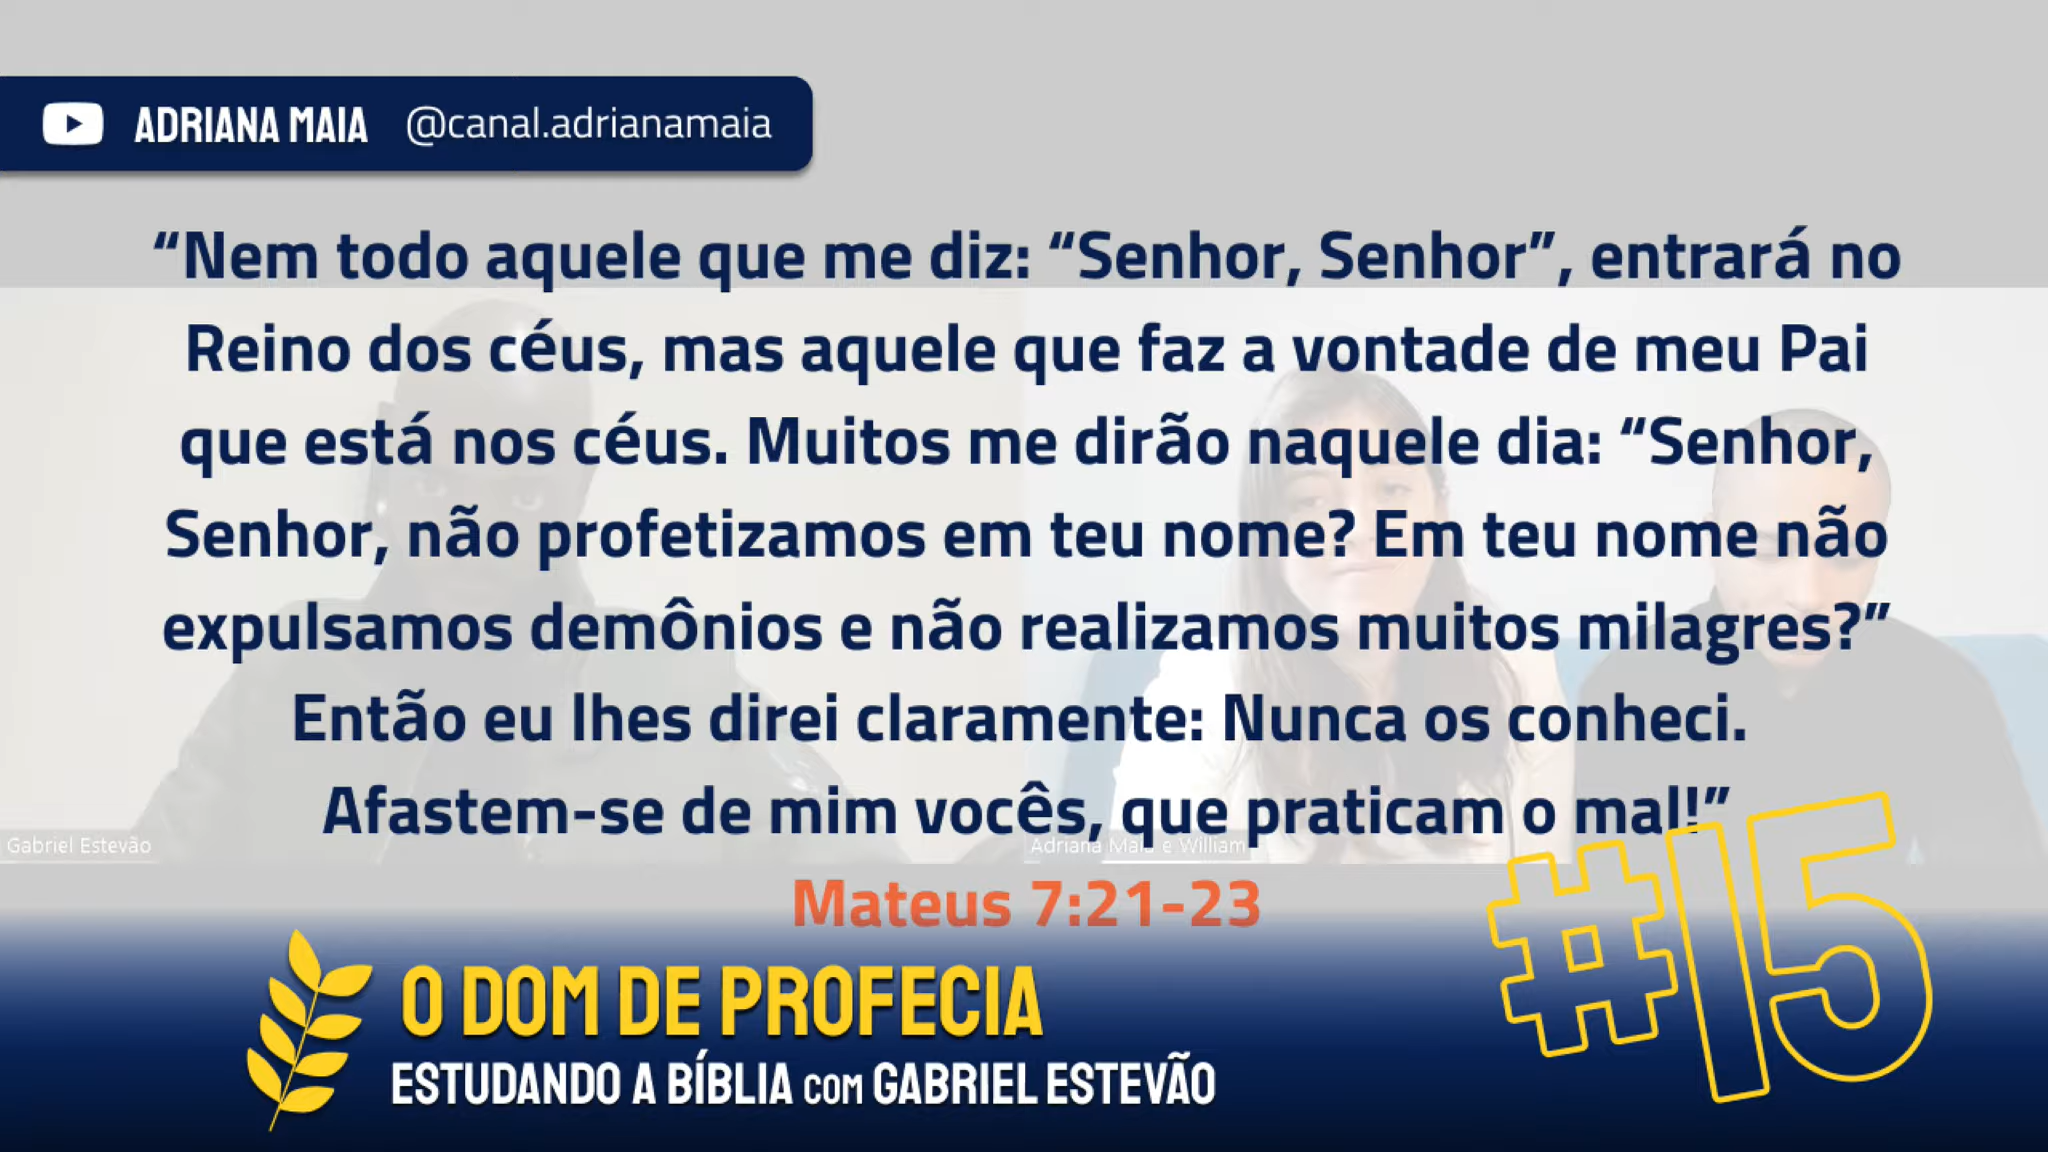 ADRIANA MAIA @canal.adrianamaia
“Nem todo aquele que me diz: “Senhor, Senhor”, entrará no
Reino dos céus, mas aquele que faz a vontade de meu Pai
que está nos céus. Muitos me dirão naquele dia: “Senhor,
Senhor, não profetizamos em teu nome? Em teu nome não
expulsamos demônios e não realizamos muitos milagres?”
Então eu lhes direi claramente: Nunca os conheci.
Afastem-se de mim vocês, que praticam o mal!”
Gabriel Estevão
Adriana Maia e William
Mateus 7:21-23
#15
O DOM DE PROFECIA
ESTUDANDO A BÍBLIA COM GABRIEL ESTEVÃO